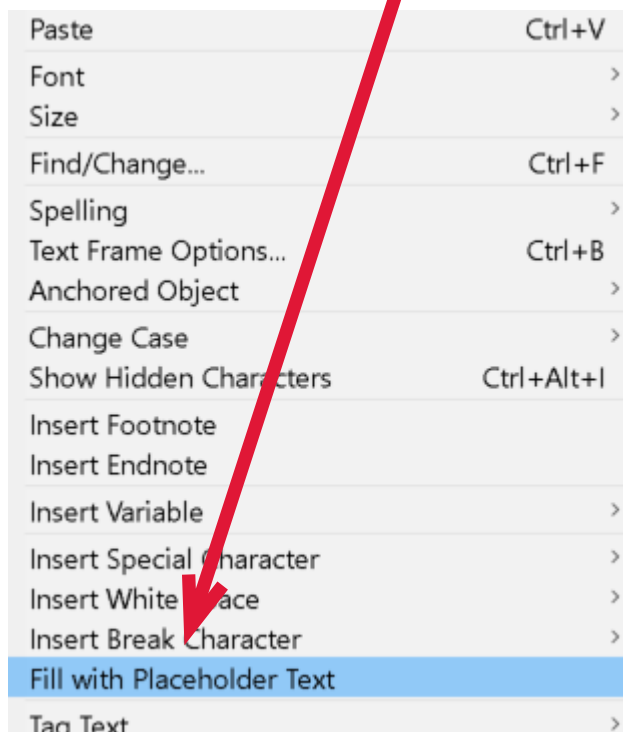 Paste Ctrl+V
Font
Size
Find/Change... Ctrl+F
Spelling
Text Frame Options... Ctrl+B
Anchored Object
Change Case
Show Hidden Characters Ctrl+Alt+I
Insert Footnote
Insert Endnote
Insert Variable
Insert Special Character
Insert White Space
Insert Break Character
Fill with Placeholder Text
Tag Text